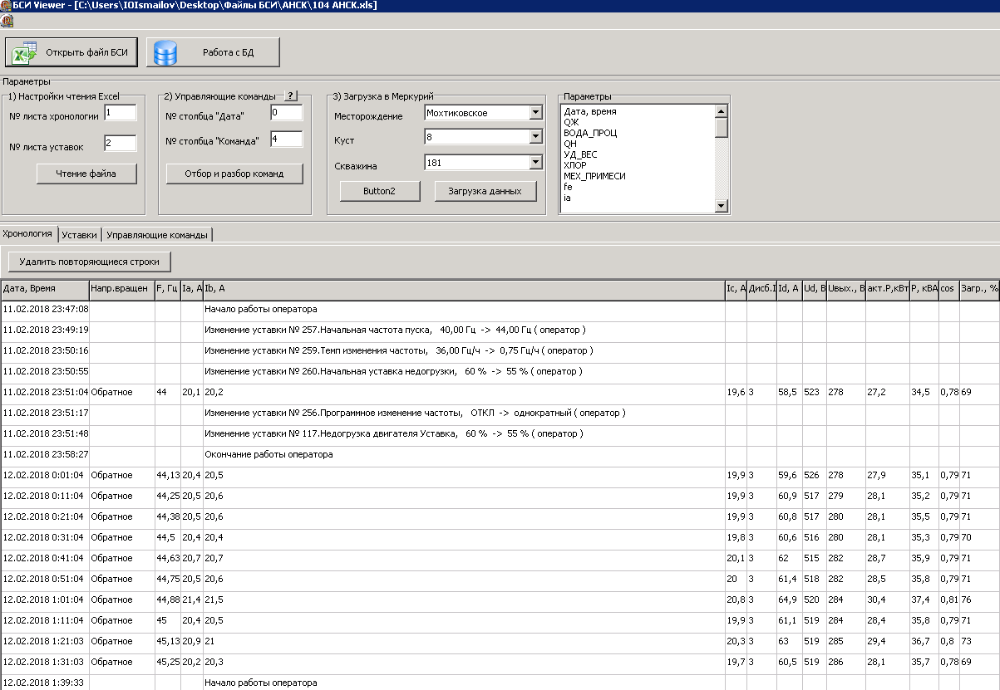 БСИ Viewer - [C:\Users\IOIsmailov\Desktop\Файлы БСИ\АНСК\104 АНСК.xls]
Открыть файл БСИ Работа с БД
Параметры
1) Настройки чтения Excel
№ листа хронологии 1
№ листа уставок 2
Чтение файла
2) Управляющие команды ?
№ столбца "Дата" 0
№ столбца "Команда" 4
Отбор и разбор команд
3) Загрузка в Меркурий
Месторождение Мохтиковское
Куст 8
Скважина 181
Button2 Загрузка данных
Параметры
Дата, время
QЖ
ВОДА_ПРОЦ
QН
УД_ВЕС
ХЛОР
МЕХ_ПРИМЕСИ
fe
ia
Хронология Уставки Управляющие команды
Удалить повторяющиеся строки
Дата, Время Напр.вращен F, Гц Ia, А Ib, А Ic, А Дисб.I Id, А Ud, В Uвых., В акт.Р,кВт Р, кВА cos Загр., %
11.02.2018 23:47:08 Начало работы оператора
11.02.2018 23:49:19 Изменение уставки № 257.Начальная частота пуска, 40,00 Гц -> 44,00 Гц ( оператор )
11.02.2018 23:50:16 Изменение уставки № 259.Темп изменения частоты, 36,00 Гц/ч -> 0,75 Гц/ч ( оператор )
11.02.2018 23:50:55 Изменение уставки № 260.Начальная уставка недогрузки, 60 % -> 55 % ( оператор )
11.02.2018 23:51:04 Обратное 44 20,1 20,2 19,6 3 58,5 523 278 27,2 34,5 0,78 69
11.02.2018 23:51:17 Изменение уставки № 256.Программное изменение частоты, ОТКЛ -> однократный ( оператор )
11.02.2018 23:51:48 Изменение уставки № 117.Недогрузка двигателя Уставка, 60 % -> 55 % ( оператор )
11.02.2018 23:58:27 Окончание работы оператора
12.02.2018 0:01:04 Обратное 44,13 20,4 20,5 19,9 3 59,6 526 278 27,9 35,1 0,79 71
12.02.2018 0:11:04 Обратное 44,25 20,5 20,6 19,9 3 60,9 517 279 28,1 35,2 0,79 71
12.02.2018 0:21:04 Обратное 44,38 20,5 20,6 19,9 3 60,8 517 280 28,1 35,5 0,79 71
12.02.2018 0:31:04 Обратное 44,5 20,4 20,4 19,8 3 60,6 516 280 28,1 35,3 0,79 70
12.02.2018 0:41:04 Обратное 44,63 20,7 20,7 20,1 3 62 515 282 28,7 35,9 0,79 71
12.02.2018 0:51:04 Обратное 44,75 20,5 20,6 20 3 61,4 518 282 28,5 35,8 0,79 71
12.02.2018 1:01:04 Обратное 44,88 21,4 21,5 20,8 3 64,9 520 284 30,4 37,4 0,81 76
12.02.2018 1:11:04 Обратное 45 20,4 20,5 19,9 3 61,1 519 284 28,4 35,8 0,79 71
12.02.2018 1:21:03 Обратное 45,13 20,9 21 20,3 3 63 519 285 29,4 36,7 0,8 73
12.02.2018 1:31:03 Обратное 45,25 20,2 20,3 19,7 3 60,5 519 286 28,1 35,7 0,78 69
12.02.2018 1:39:33 Начало работы оператора